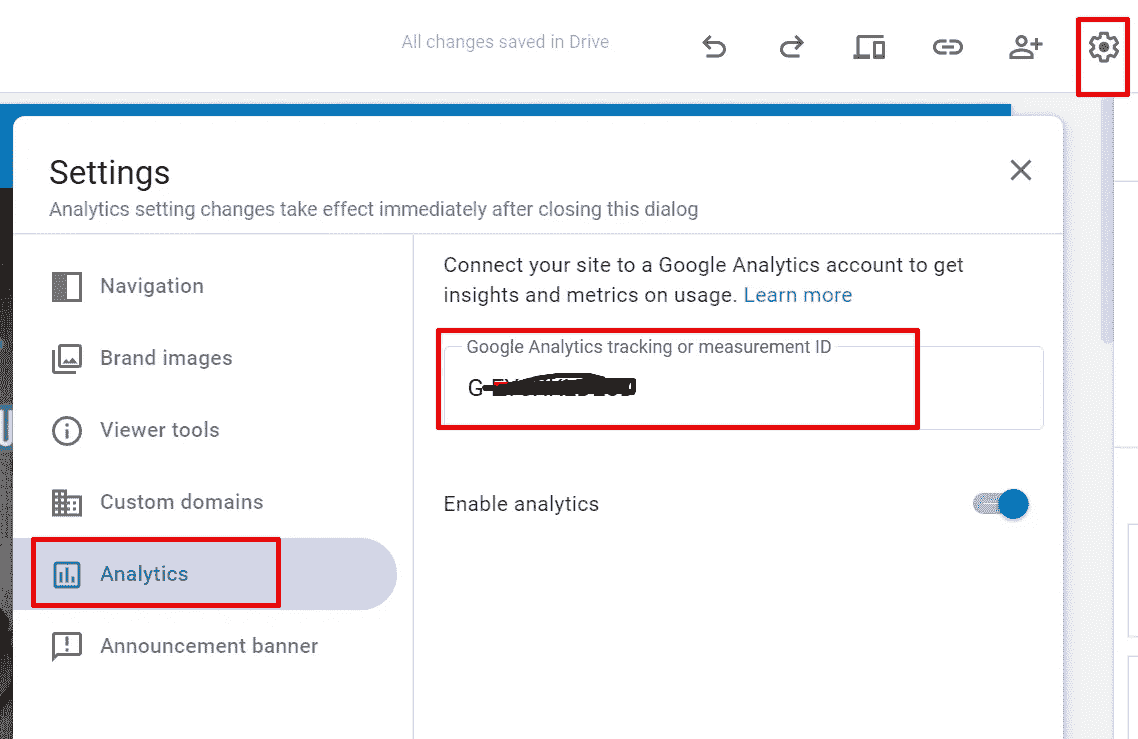 All changes saved in Drive
Settings
Analytics setting changes take effect immediately after closing this dialog
Navigation
Brand images
Viewer tools
Custom domains
Analytics
Announcement banner
Connect your site to a Google Analytics account to get
insights and metrics on usage. Learn more
Google Analytics tracking or measurement ID
G-
Enable analytics